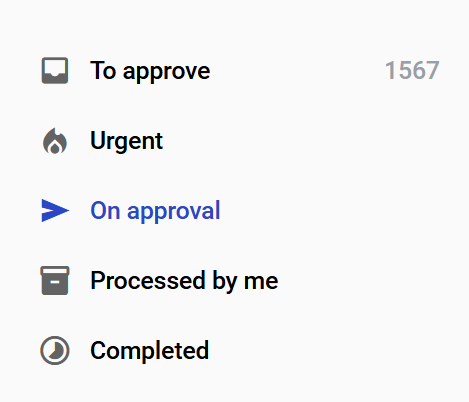 To approve 1567
Urgent
On approval
Processed by me
Completed